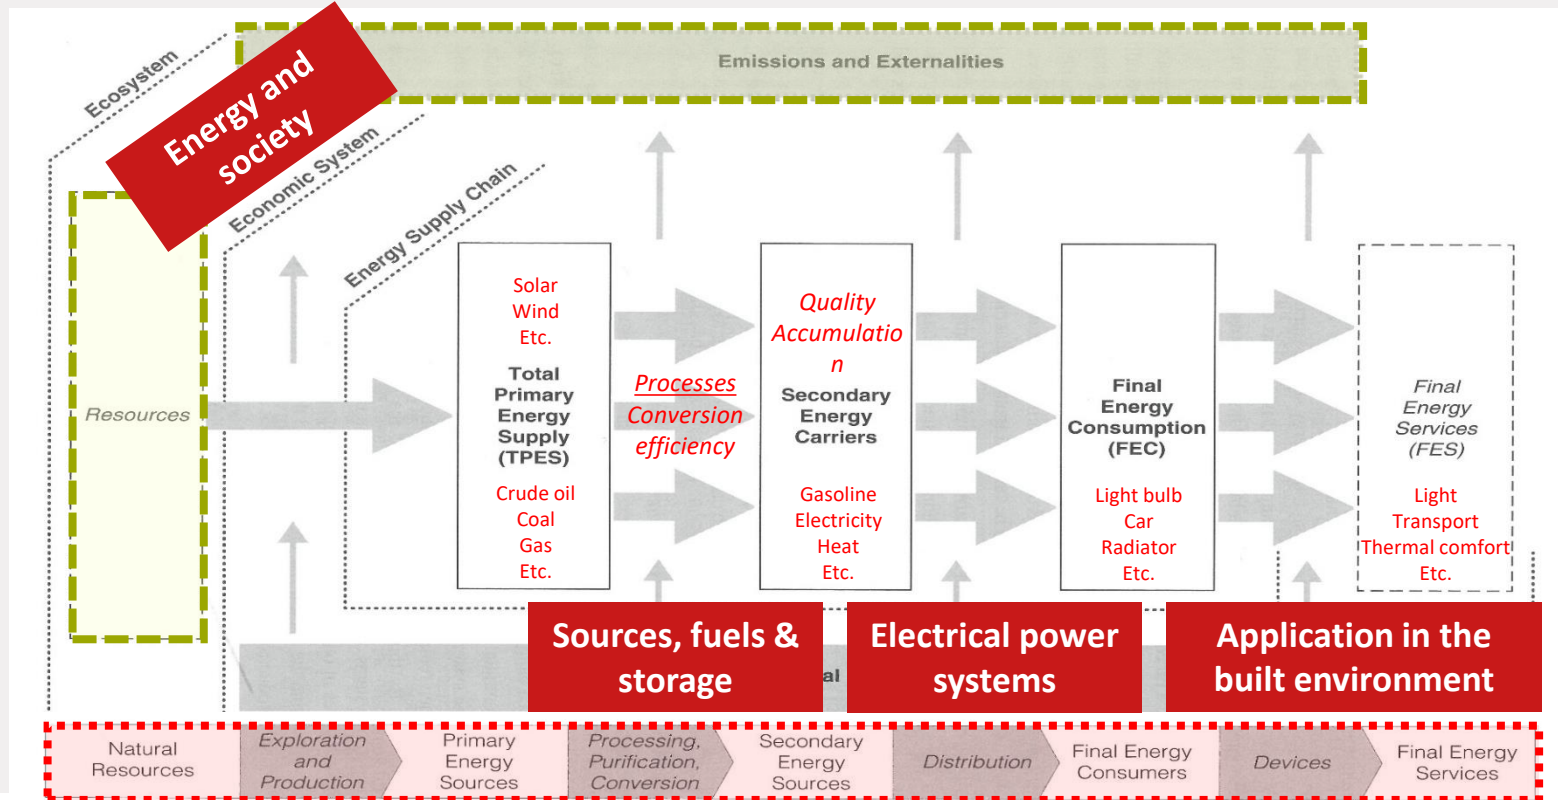 Emissions and Externalities
Ecosystem
Energy and
society
Economic System
Energy Supply Chain
Resources
Solar
Wind
Etc.
Total
Primary
Energy
Supply
(TPES)
Crude oil
Coal
Gas
Etc.
Processes
Conversion
efficiency
Quality
Accumulatio
n
Secondary
Energy
Carriers
Gasoline
Electricity
Heat
Etc.
Final
Energy
Consumption
(FEC)
Light bulb
Car
Radiator
Etc.
Final
Energy
Services
(FES)
Light
Transport
Thermal comfort
Etc.
Sources, fuels &
storage
Electrical power
systems
Application in the
built environment
Natural
Resources
Exploration
and
Production
Primary
Energy
Sources
Processing,
Purification,
Conversion
Secondary
Energy
Sources
Distribution
Final Energy
Consumers
Devices
Final Energy
Services